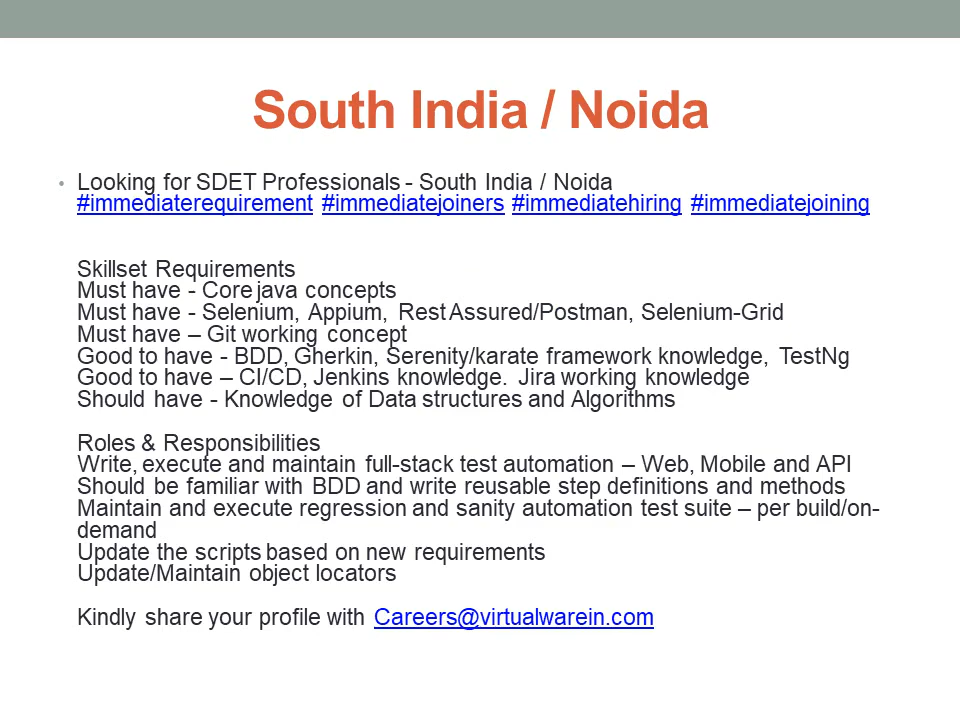 South India / Noida
• Looking for SDET Professionals - South India / Noida
#immediaterequirement #immediatejoiners #immediatehiring #immediatejoining
Skillset Requirements
Must have - Core java concepts
Must have - Selenium, Appium, Rest Assured/Postman, Selenium-Grid
Must have – Git working concept
Good to have - BDD, Gherkin, Serenity/karate framework knowledge, TestNg
Good to have – CI/CD, Jenkins knowledge. Jira working knowledge
Should have - Knowledge of Data structures and Algorithms
Roles & Responsibilities
Write, execute and maintain full-stack test automation – Web, Mobile and API
Should be familiar with BDD and write reusable step definitions and methods
Maintain and execute regression and sanity automation test suite – per build/on-
demand
Update the scripts based on new requirements
Update/Maintain object locators
Kindly share your profile with Careers@virtualwarein.com